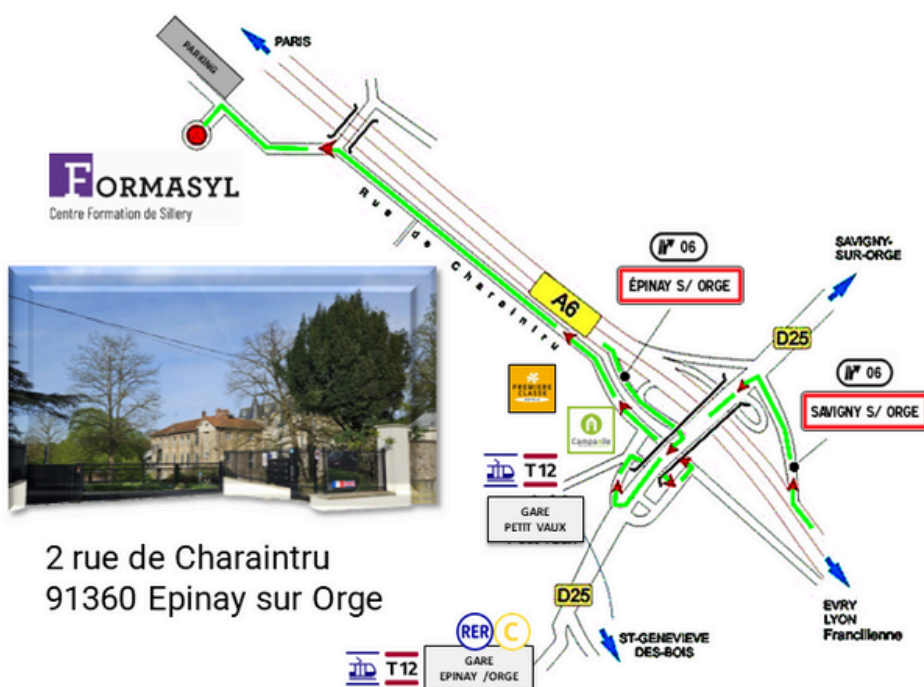 PARKING
PARIS
FORMASYL
Centre Formation de Sillery
Rue de Charaintru
06
ÉPINAY S/ ORGE
SAVIGNY-
SUR-ORGE
A6
D25
06
SAVIGNY S/ ORGE
PREMIERE
CLASSE
Campanile
T12
GARE
PETIT VAUX
2 rue de Charaintru
91360 Epinay sur Orge
D25
EVRY
LYON
Francilienne
RER C
ST-GENEVIEVE
DES-BOIS
T12
GARE
EPINAY /ORGE